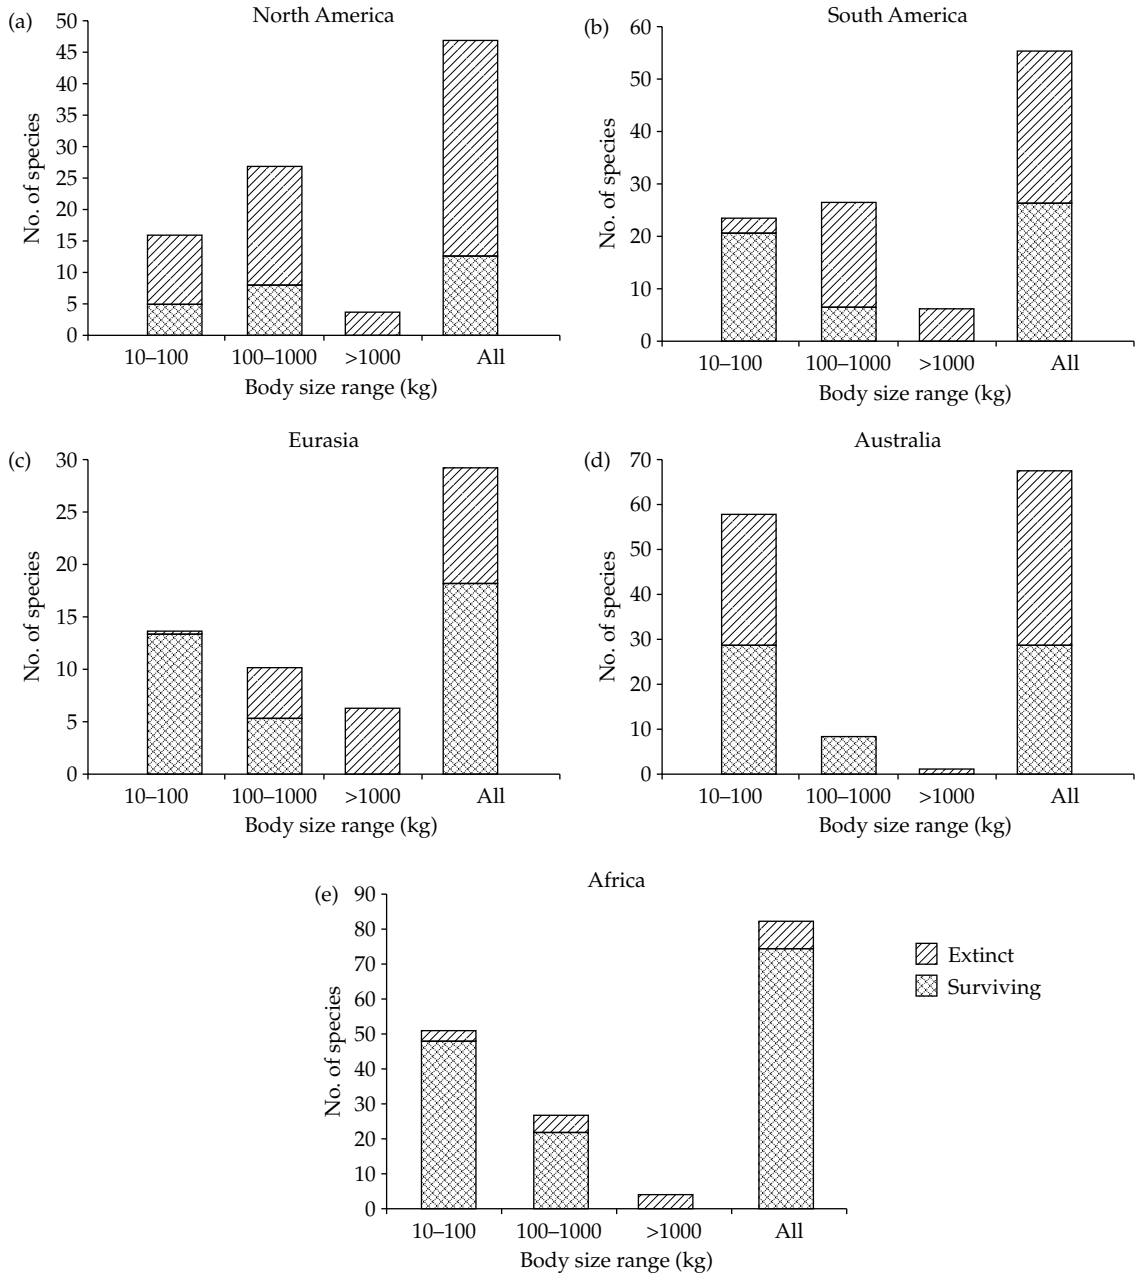 (a)
North America
No. of species
50
45
40
35
30
25
20
15
10
5
0
10–100 100–1000 >1000 All
Body size range (kg)
(b)
South America
No. of species
60
50
40
30
20
10
0
10–100 100–1000 >1000 All
Body size range (kg)
(c)
Eurasia
No. of species
30
25
20
15
10
5
0
10–100 100–1000 >1000 All
Body size range (kg)
(d)
Australia
No. of species
70
60
50
40
30
20
10
0
10–100 100–1000 >1000 All
Body size range (kg)
(e)
Africa
No. of species
90
80
70
60
50
40
30
20
10
0
10–100 100–1000 >1000 All
Body size range (kg)
Extinct
Surviving